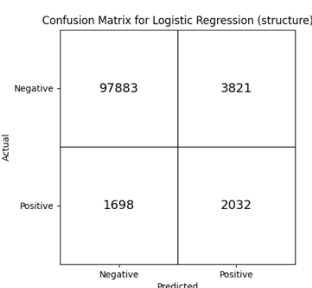 Confusion Matrix for Logistic Regression (structure)
Negative
97883
3821
Actual
Positive
1698
2032
Negative
Positive
Predicted